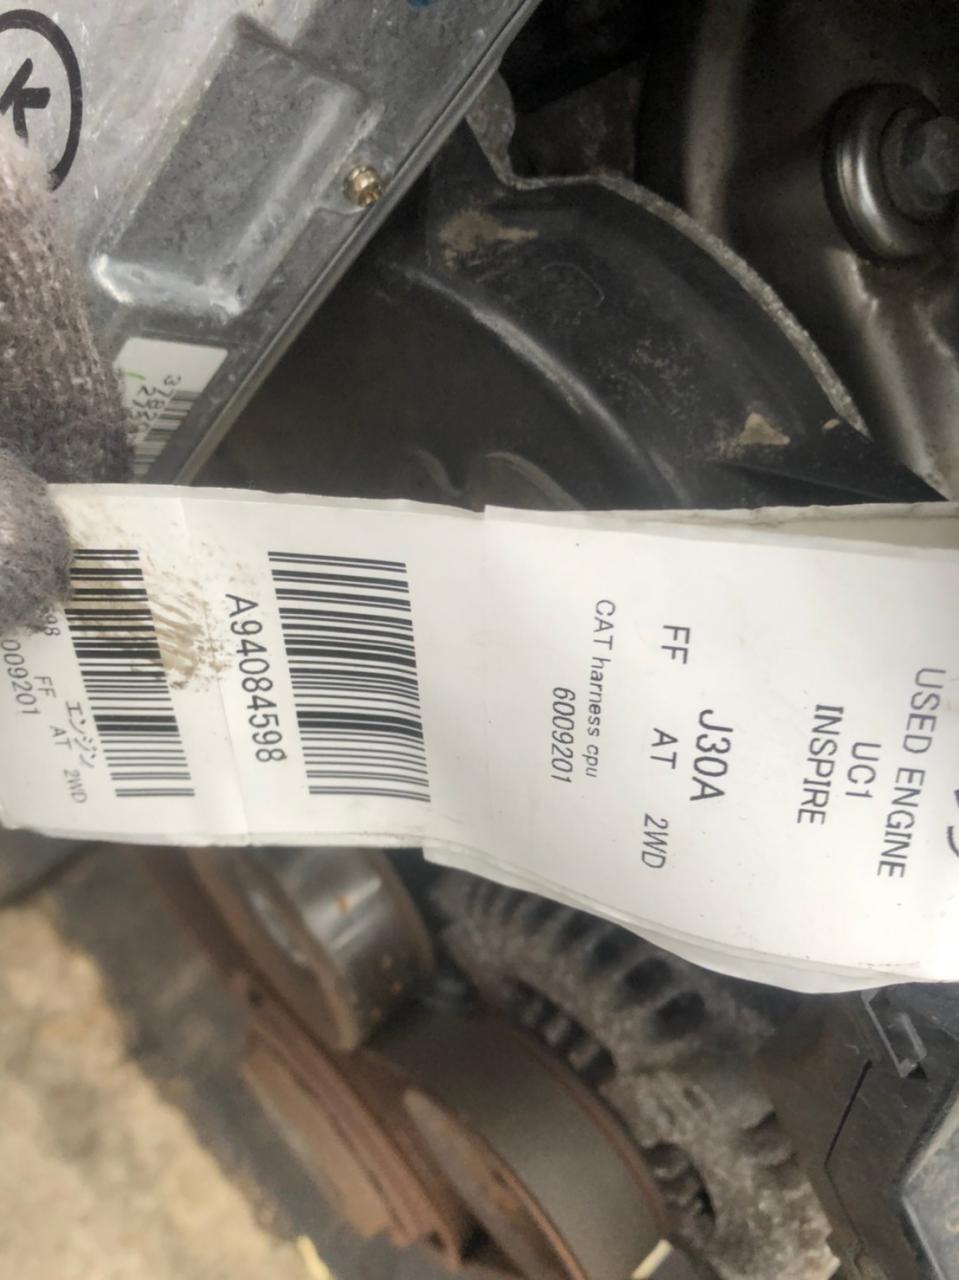 USED ENGINE
UC1
INSPIRE
J30A
FF AT 2WD
CAT harness cpu
6009201
A94084598
エンジン
FF AT 2WD
98
009201
K